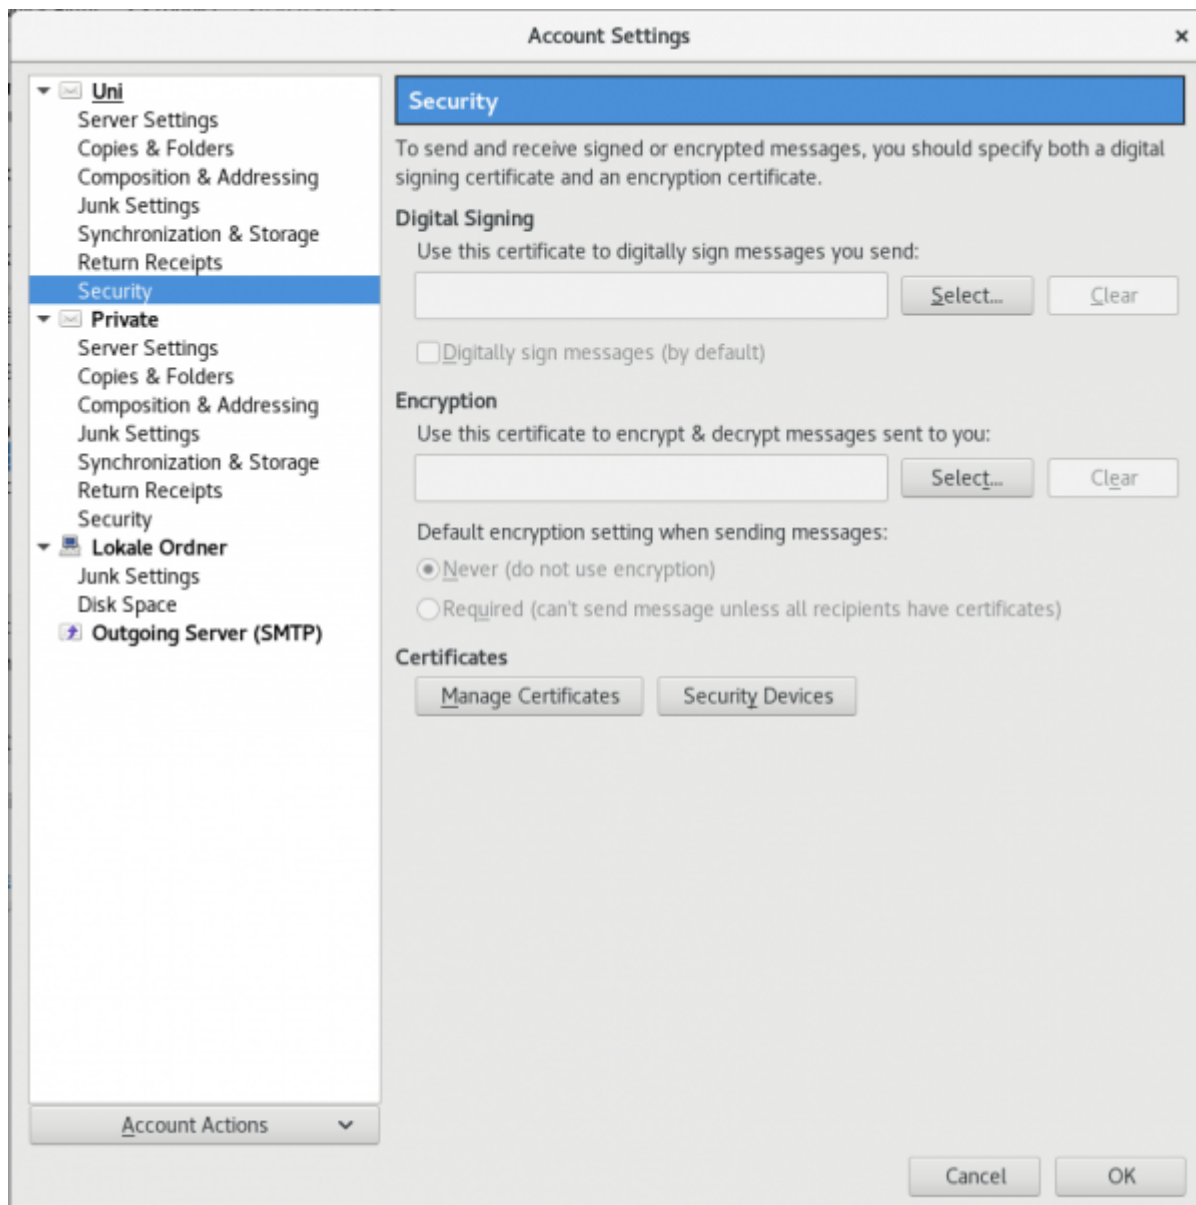 Account Settings
Uni
Server Settings
Copies & Folders
Composition & Addressing
Junk Settings
Synchronization & Storage
Return Receipts
Security
Private
Server Settings
Copies & Folders
Composition & Addressing
Junk Settings
Synchronization & Storage
Return Receipts
Security
Lokale Ordner
Junk Settings
Disk Space
Outgoing Server (SMTP)
Account Actions
Security
To send and receive signed or encrypted messages, you should specify both a digital
signing certificate and an encryption certificate.
Digital Signing
Use this certificate to digitally sign messages you send:
Select... Clear
Digitally sign messages (by default)
Encryption
Use this certificate to encrypt & decrypt messages sent to you:
Select... Clear
Default encryption setting when sending messages:
Never (do not use encryption)
Required (can't send message unless all recipients have certificates)
Certificates
Manage Certificates Security Devices
Cancel OK